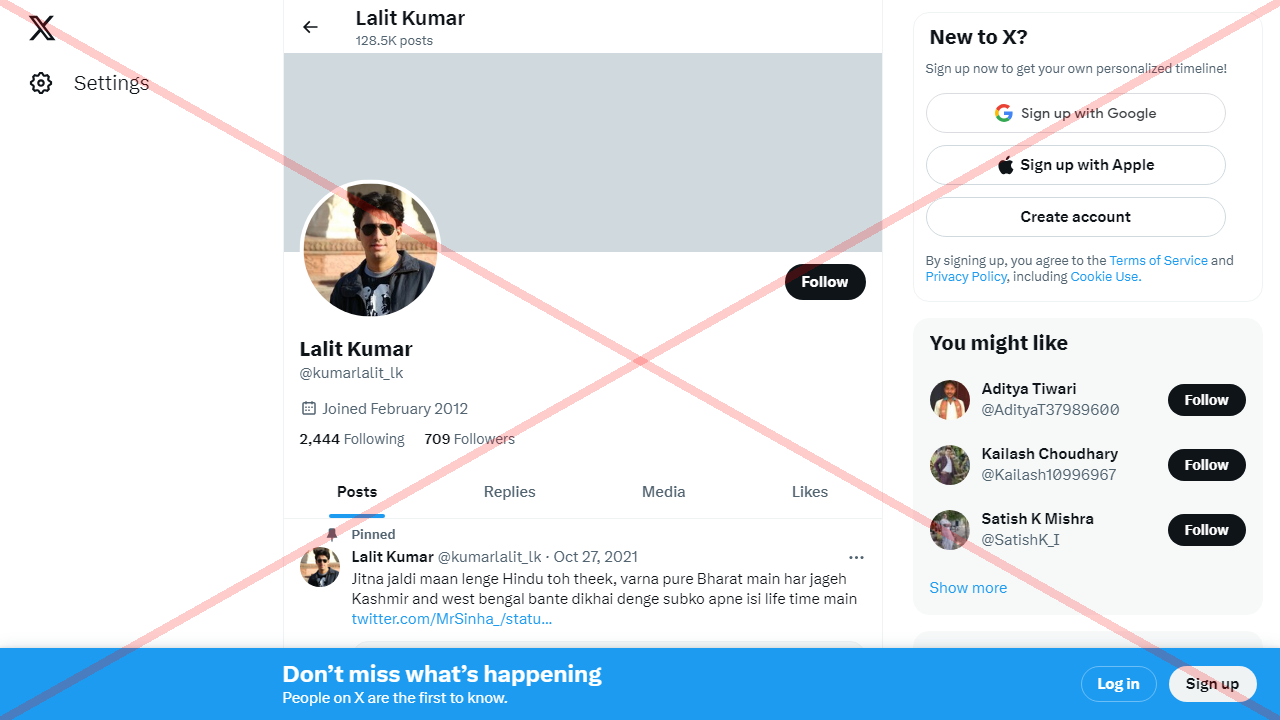 Settings
Lalit Kumar
128.5K posts
Follow
Lalit Kumar
@kumarlalit_lk
Joined February 2012
2,444 Following 709 Followers
Posts Replies Media Likes
Pinned
Lalit Kumar @kumarlalit_lk · Oct 27, 2021
Jitna jaldi maan lenge Hindu toh theek, varna pure Bharat main har jageh
Kashmir and west bengal bante dikhai denge subko apne isi life time main
twitter.com/MrSinha_/statu...
New to X?
Sign up now to get your own personalized timeline!
Sign up with Google
Sign up with Apple
Create account
By signing up, you agree to the Terms of Service and
Privacy Policy, including Cookie Use.
You might like
Aditya Tiwari
@AdityaT37989600
Follow
Kailash Choudhary
@Kailash10996967
Follow
Satish K Mishra
@SatishK_I
Follow
Show more
Don’t miss what’s happening
People on X are the first to know.
Log in
Sign up